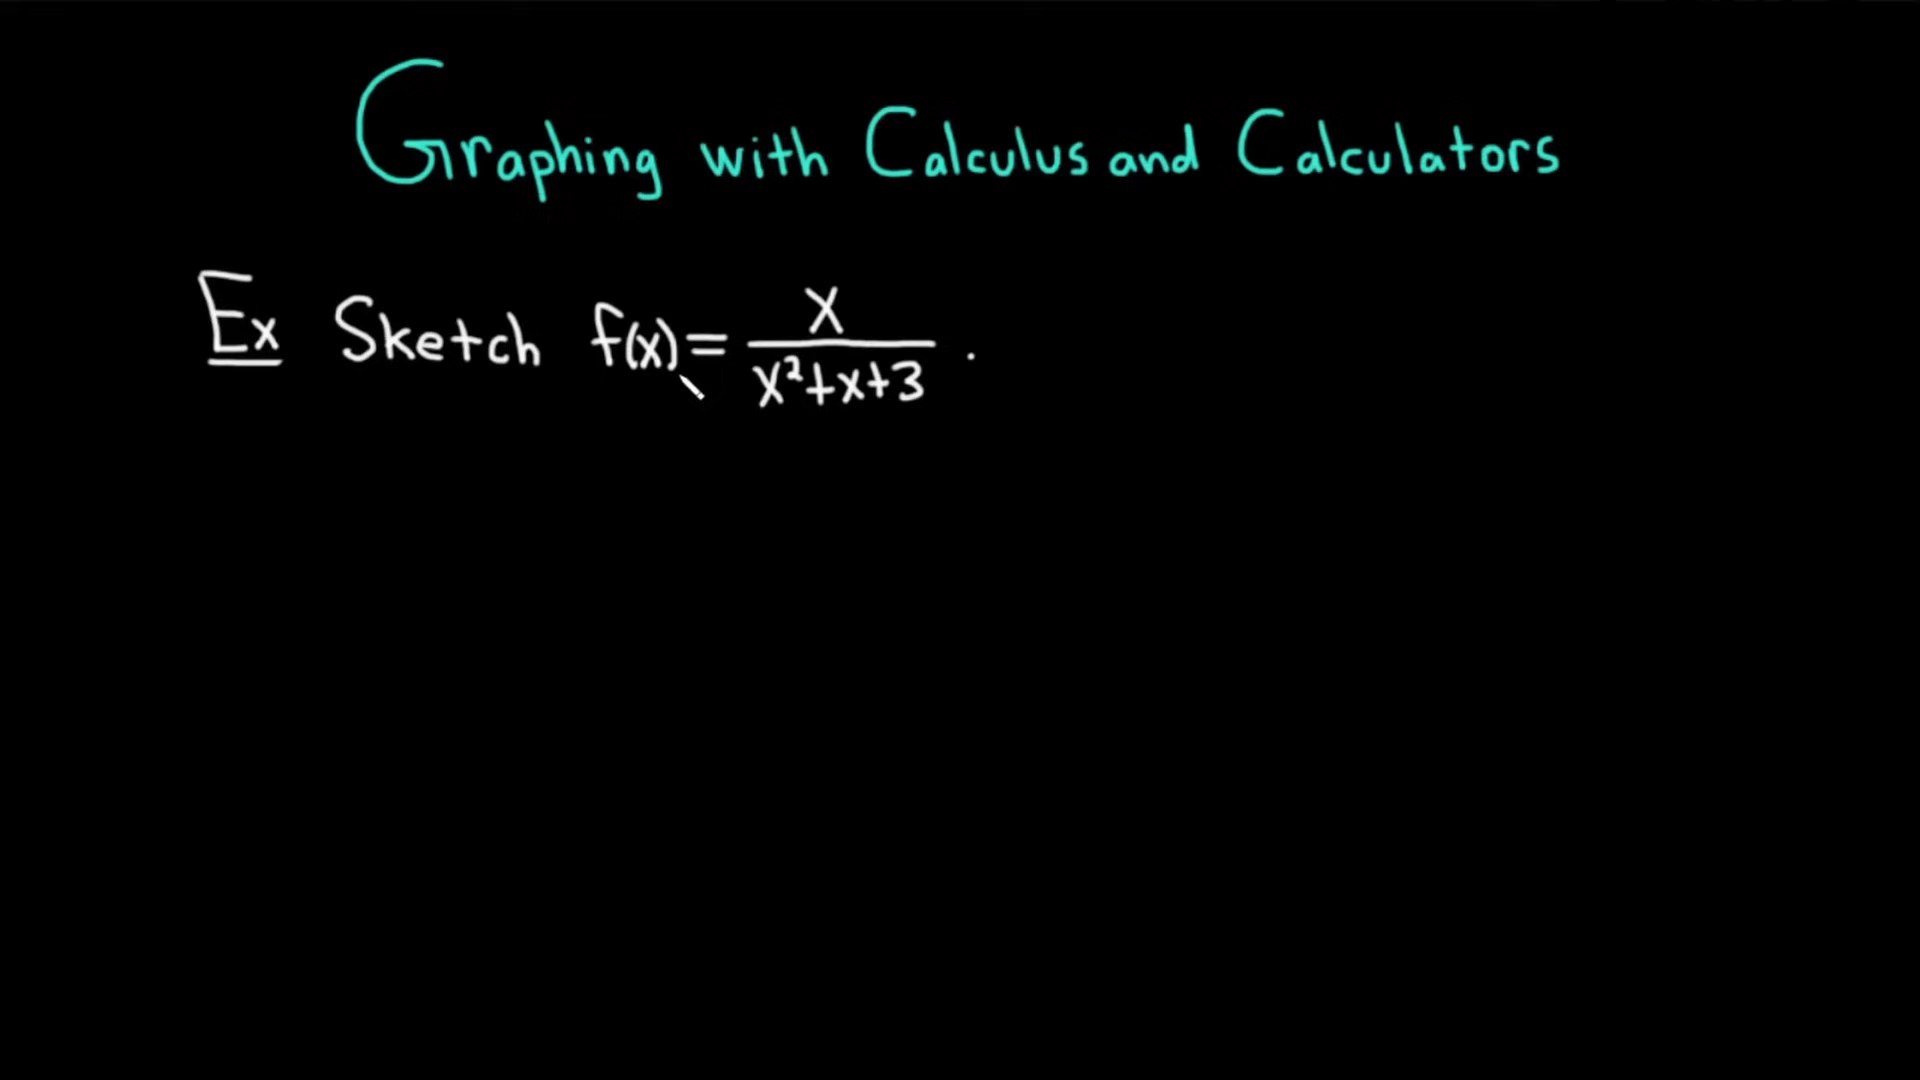 Graphing with Calculus and Calculators
Ex Sketch f(x)= x/(x²+x+3) .